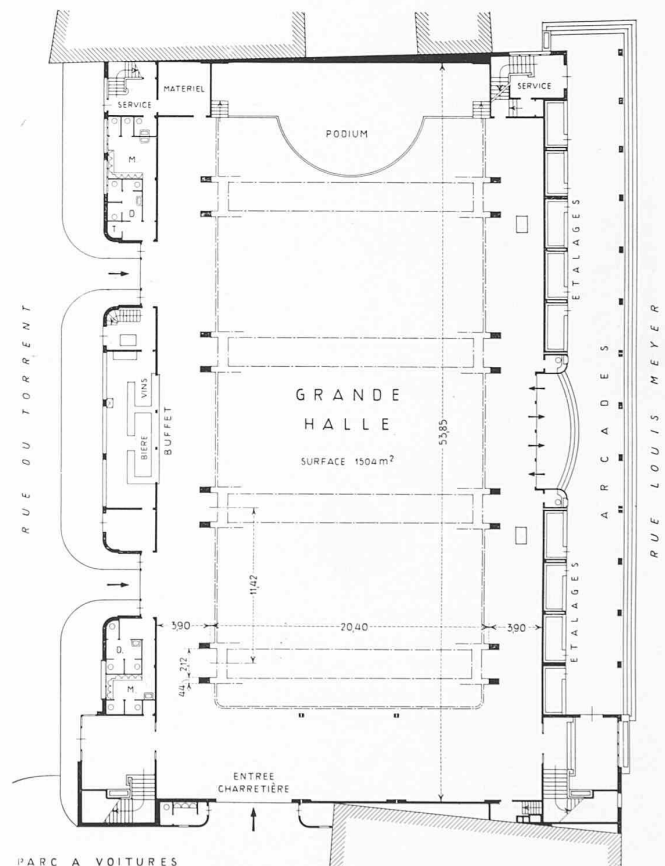 SERVICE
MATERIEL
SERVICE
PODIUM
M.
D.
T
ETALAGES
RUE DU TORRENT
VINS
BIERE
BUFFET
GRANDE
HALLE
SURFACE 1504 m²
53,85
ARCADES
RUE LOUIS MEYER
11,42
ETALAGES
3,90
20,40
3,90
D.
M.
2,12
44
ENTREE
CHARRETIÈRE
PARC A VOITURES